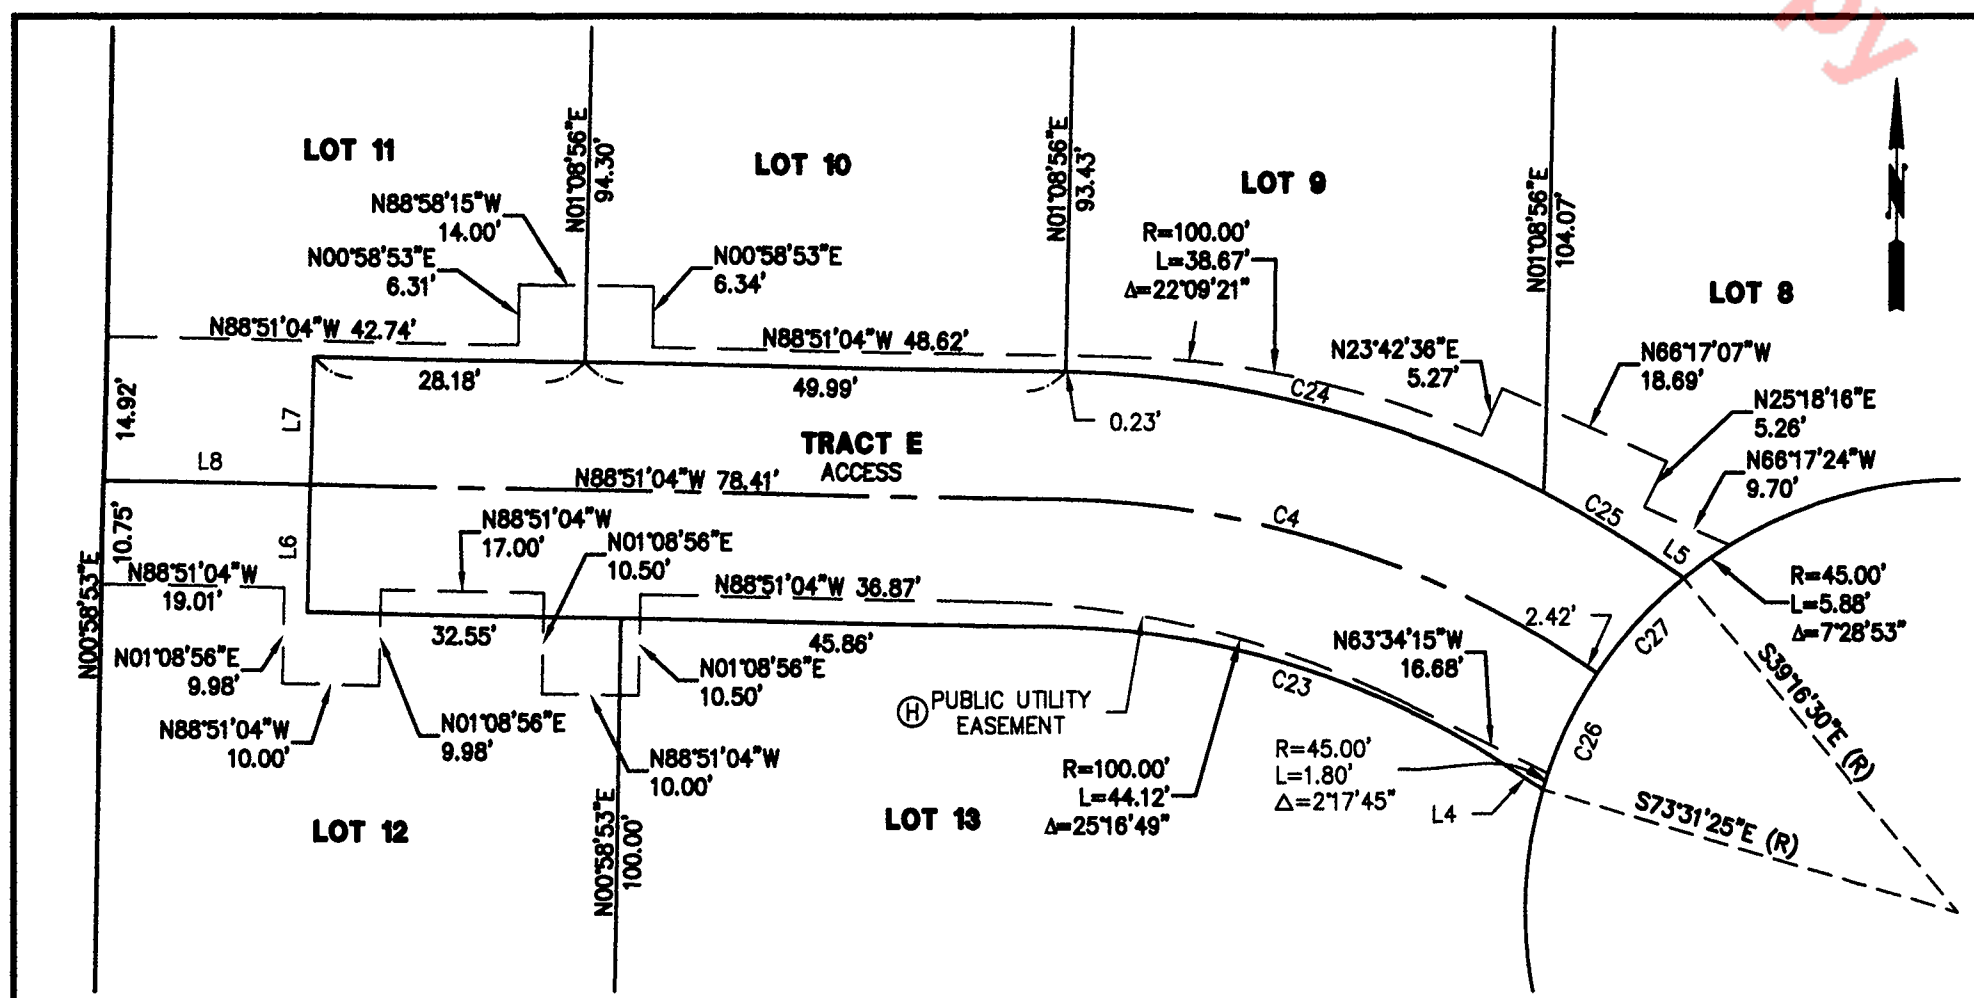 py
LOT 11
N01°08'56"E
94.30'
LOT 10
N01°08'56"E
93.43'
LOT 9
N01°08'56"E
104.07'
LOT 8
N
N88°58'15"W
14.00'
N00°58'53"E
6.31'
N00°58'53"E
6.34'
R=100.00'
L=38.67'
Δ=22°09'21"
N88°51'04"W 42.74'
N88°51'04"W 48.62'
N23°42'36"E
5.27'
N66°17'07"W
18.69'
N25°18'16"E
5.26'
N66°17'24"W
9.70'
14.92'
L7
28.18'
49.99'
0.23'
C24
TRACT E
ACCESS
L8
N88°51'04"W 78.41'
C4
C25
L5
10.75'
N00°58'53"E
L6
N88°51'04"W
17.00'
N01°08'56"E
10.50'
N88°51'04"W
19.01'
N88°51'04"W 36.87'
R=45.00'
L=5.88'
Δ=7°28'53"
2.42'
C27
32.55'
45.86'
N01°08'56"E
9.98'
N01°08'56"E
10.50'
N63°34'15"W
16.68'
C23
S39°16'30"E (R)
N88°51'04"W
10.00'
N01°08'56"E
9.98'
N88°51'04"W
10.00'
H PUBLIC UTILITY
EASEMENT
C26
R=45.00'
L=1.80'
Δ=2°17'45"
R=100.00'
L=44.12'
Δ=25°16'49"
L4
S73°31'25"E (R)
LOT 12
N00°58'53"E
100.00'
LOT 13